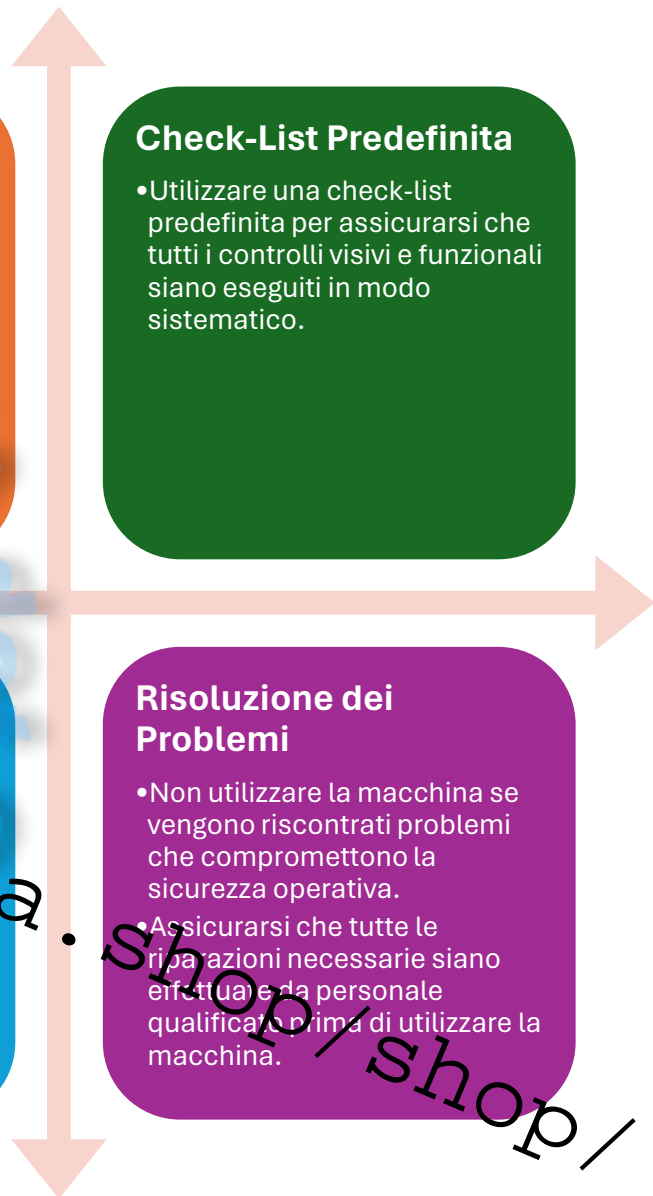 Check-List Predefinita
•Utilizzare una check-list
predefinita per assicurarsi che
tutti i controlli visivi e funzionali
siano eseguiti in modo
sistematico.
Risoluzione dei
Problemi
•Non utilizzare la macchina se
vengono riscontrati problemi
che compromettono la
sicurezza operativa.
•Assicurarsi che tutte le
riparazioni necessarie siano
effettuate da personale
qualificato prima di utilizzare la
macchina.
a.shop/shop/